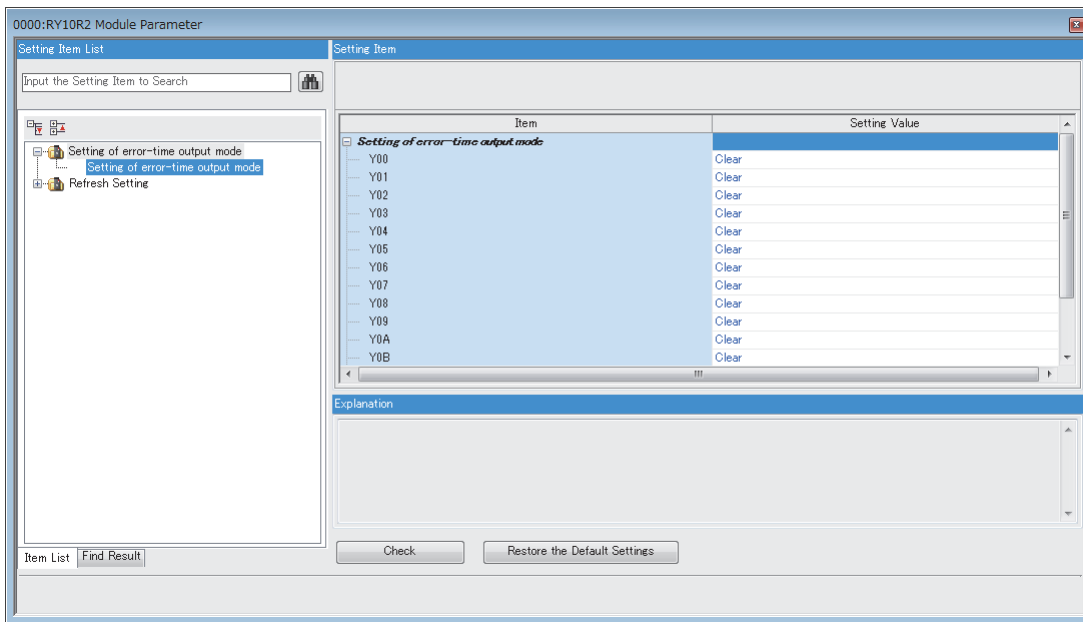 0000:RY10R2 Module Parameter
Setting Item List
Input the Setting Item to Search
Setting of error-time output mode
Setting of error-time output mode
Refresh Setting
Item List
Find Result
Setting Item
Item Setting Value
Setting of error-time output mode
Y00 Clear
Y01 Clear
Y02 Clear
Y03 Clear
Y04 Clear
Y05 Clear
Y06 Clear
Y07 Clear
Y08 Clear
Y09 Clear
Y0A Clear
Y0B Clear
Explanation
Check
Restore the Default Settings